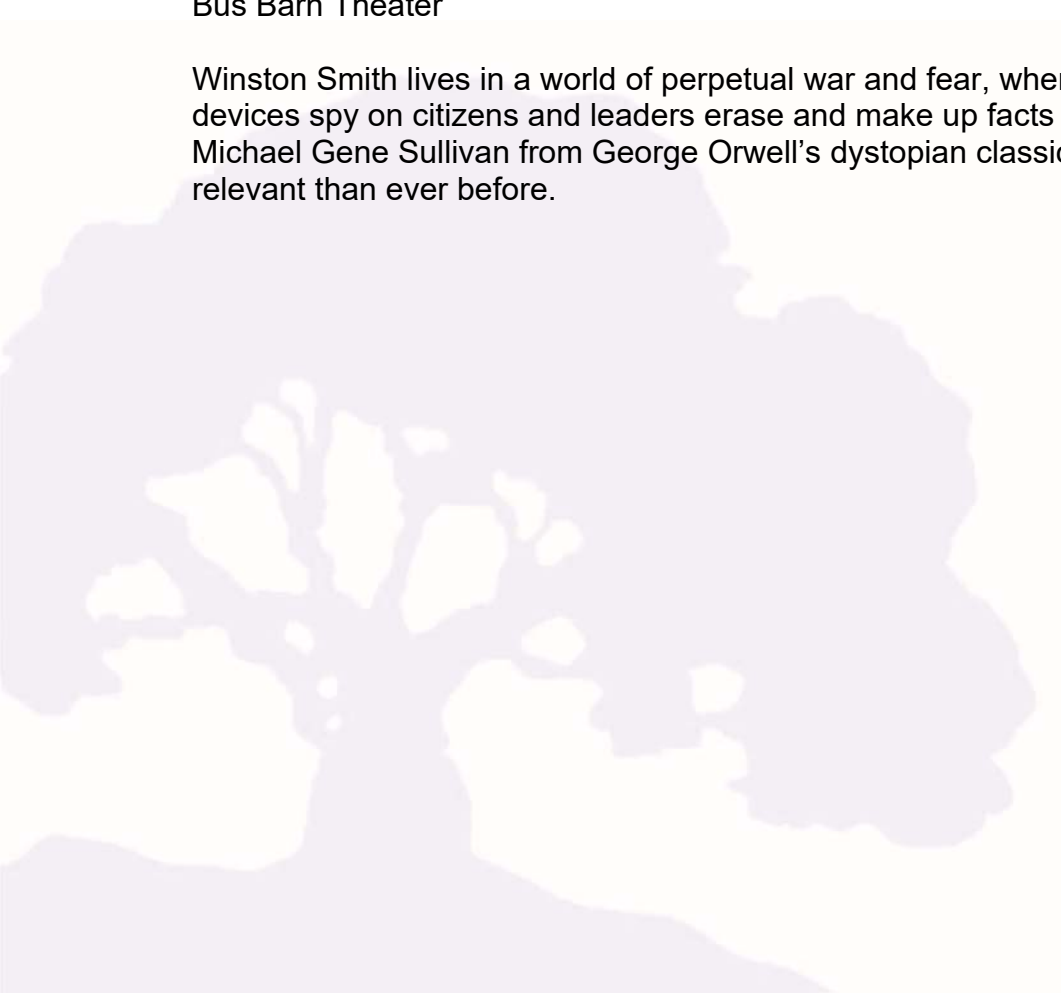 Bus Barn Theater
Winston Smith lives in a world of perpetual war and fear, wher
devices spy on citizens and leaders erase and make up facts
Michael Gene Sullivan from George Orwell’s dystopian classic
relevant than ever before.